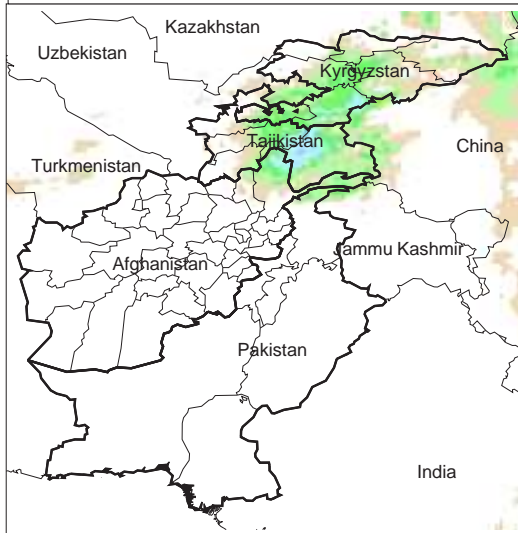 Kazakhstan
Uzbekistan
Kyrgyzstan
Tajikistan
China
Turkmenistan
Jammu Kashmir
Afghanistan
Pakistan
India